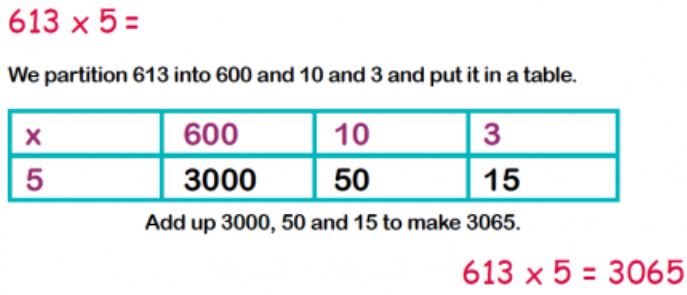 613 x 5 =
We partition 613 into 600 and 10 and 3 and put it in a table.
x 600 10 3
5 3000 50 15
Add up 3000, 50 and 15 to make 3065.
613 x 5 = 3065